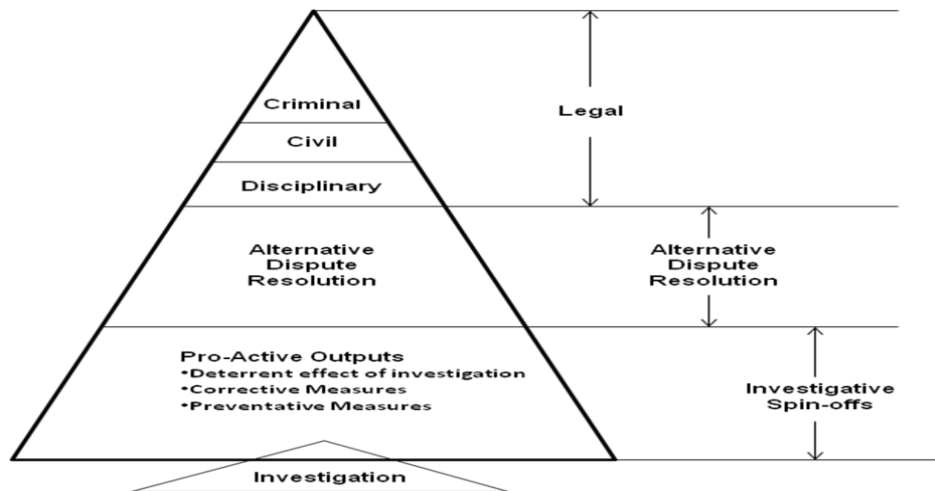 Criminal
Civil
Disciplinary
Alternative
Dispute
Resolution
Pro-Active Outputs
•Deterrent effect of investigation
•Corrective Measures
•Preventative Measures
Investigation
Legal
Alternative
Dispute
Resolution
Investigative
Spin-offs